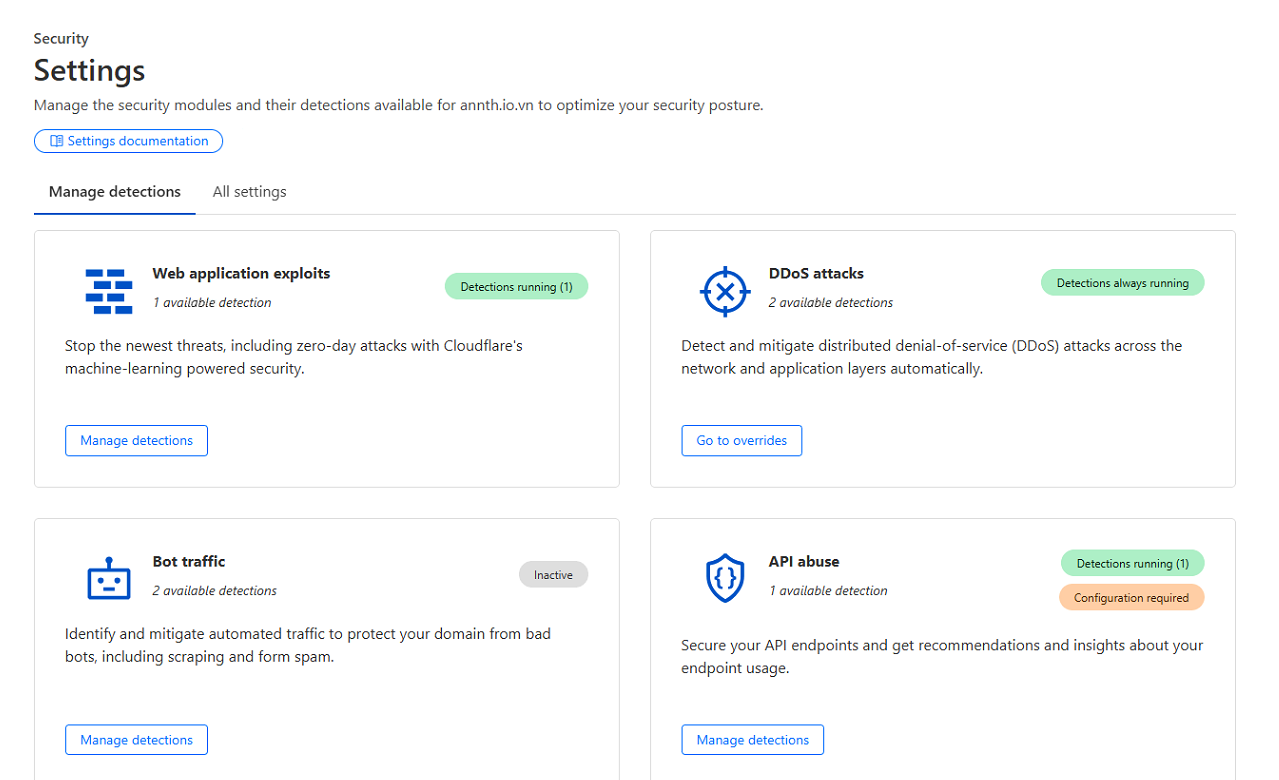 Security
Settings
Manage the security modules and their detections available for annth.io.vn to optimize your security posture.
Settings documentation
Manage detections
All settings
Web application exploits
1 available detection
Detections running (1)
Stop the newest threats, including zero-day attacks with Cloudflare's
machine-learning powered security.
Manage detections
DDoS attacks
2 available detections
Detections always running
Detect and mitigate distributed denial-of-service (DDoS) attacks across the
network and application layers automatically.
Go to overrides
Bot traffic
2 available detections
Inactive
Identify and mitigate automated traffic to protect your domain from bad
bots, including scraping and form spam.
Manage detections
API abuse
1 available detection
Detections running (1)
Configuration required
Secure your API endpoints and get recommendations and insights about your
endpoint usage.
Manage detections